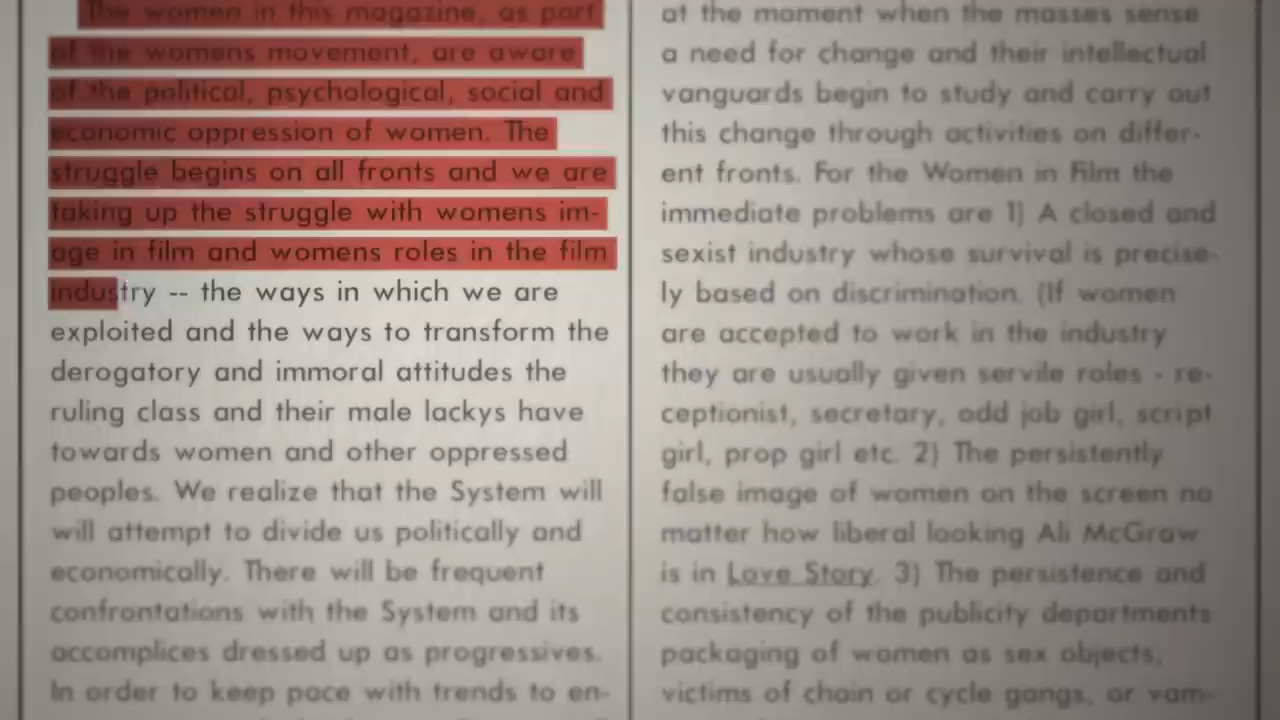 The women in this magazine, as part
of the womens movement, are aware
of the political, psychological, social and
economic oppression of women. The
struggle begins on all fronts and we are
taking up the struggle with womens im-
age in film and womens roles in the film
industry -- the ways in which we are
exploited and the ways to transform the
derogatory and immoral attitudes the
ruling class and their male lackys have
towards women and other oppressed
peoples. We realize that the System will
will attempt to divide us politically and
economically. There will be frequent
confrontations with the System and its
accomplices dressed up as progressives.
In order to keep pace with trends to en-
at the moment when the masses sense
a need for change and their intellectual
vanguards begin to study and carry out
this change through activities on differ-
ent fronts. For the Women in Film the
immediate problems are 1) A closed and
sexist industry whose survival is precise-
ly based on discrimination. (If women
are accepted to work in the industry
they are usually given servile roles - re-
ceptionist, secretary, odd job girl, script
girl, prop girl etc. 2) The persistently
false image of women on the screen no
matter how liberal looking Ali McGraw
is in Love Story. 3) The persistence and
consistency of the publicity departments
packaging of women as sex objects,
victims of chain or cycle gangs, or vam-